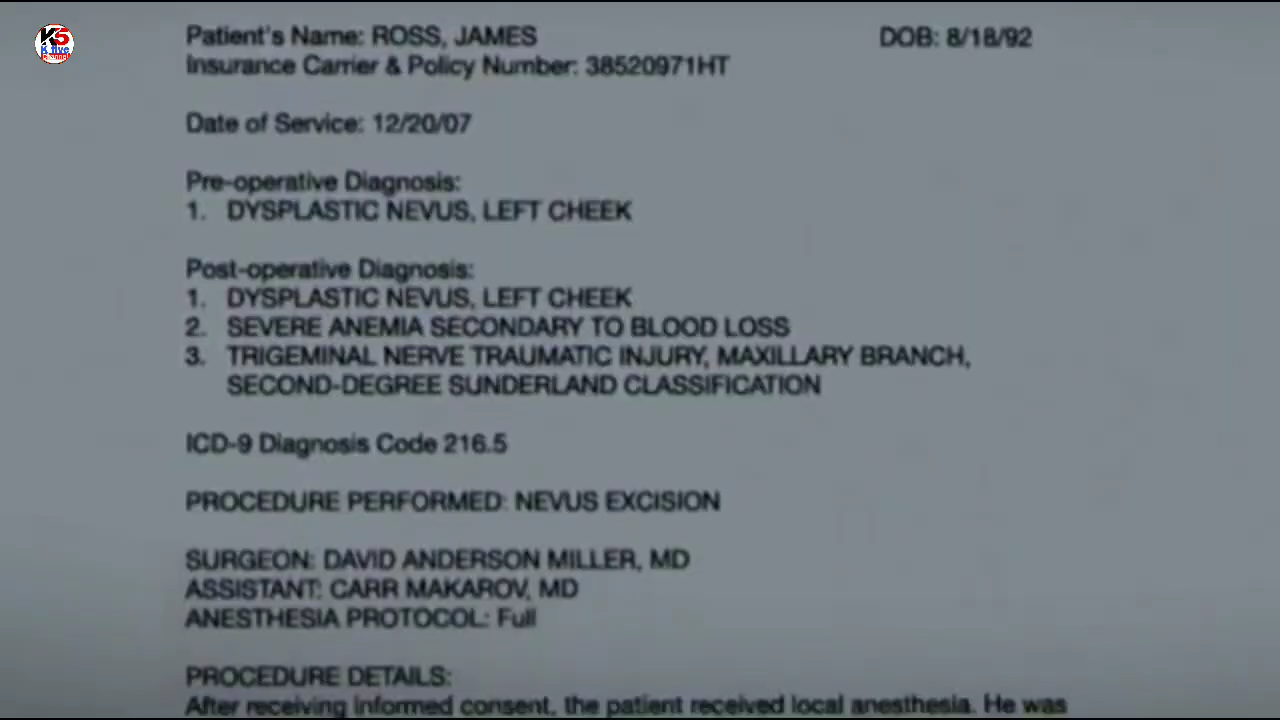 K5
K five
Patient's Name: ROSS, JAMES DOB: 8/18/92
Insurance Carrier & Policy Number: 38520971HT
Date of Service: 12/20/07
Pre-operative Diagnosis:
1. DYSPLASTIC NEVUS, LEFT CHEEK
Post-operative Diagnosis:
1. DYSPLASTIC NEVUS, LEFT CHEEK
2. SEVERE ANEMIA SECONDARY TO BLOOD LOSS
3. TRIGEMINAL NERVE TRAUMATIC INJURY, MAXILLARY BRANCH,
SECOND-DEGREE SUNDERLAND CLASSIFICATION
ICD-9 Diagnosis Code 216.5
PROCEDURE PERFORMED: NEVUS EXCISION
SURGEON: DAVID ANDERSON MILLER, MD
ASSISTANT: CARR MAKAROV, MD
ANESTHESIA PROTOCOL: Full
PROCEDURE DETAILS:
After receiving informed consent, the patient received local anesthesia. He was